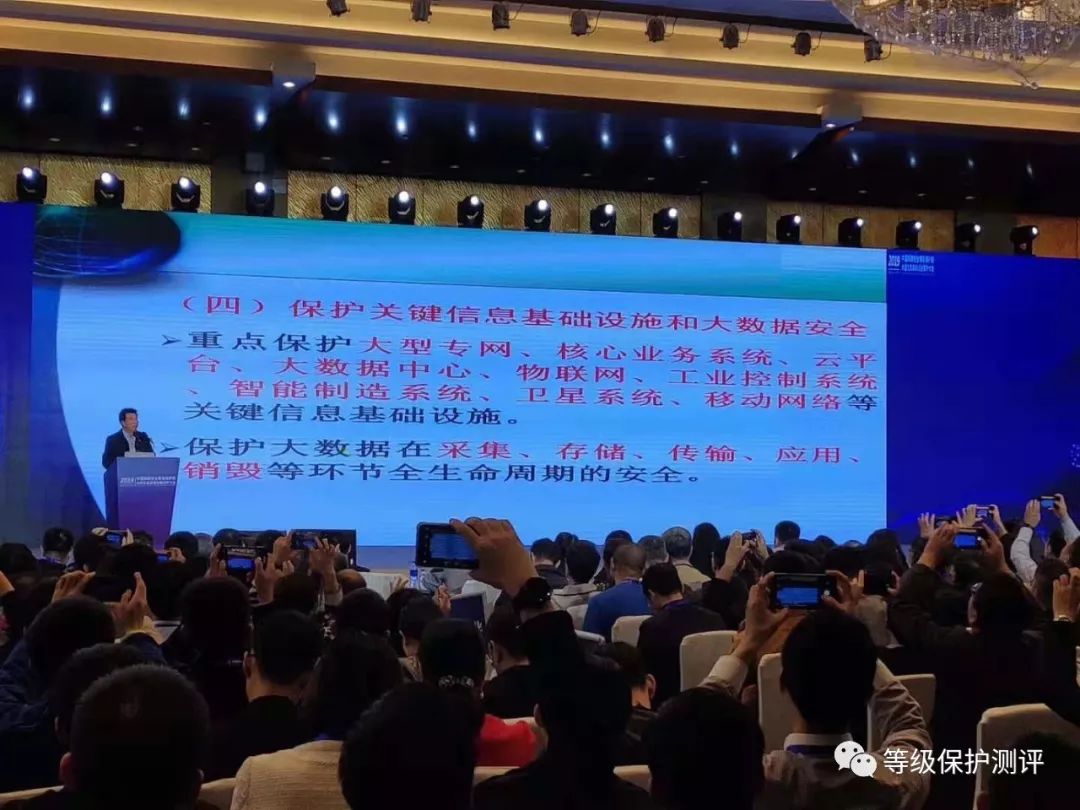 （四）保护关键信息基础设施和大数据安全
➢重点保护大型专网、核心业务系统、云平
台、大数据中心、物联网、工业控制系统
、智能制造系统、卫星系统、移动网络等
关键信息基础设施。
➢保护大数据在采集、存储、传输、应用、
销毁等环节全生命周期的安全。
2019
2019
等级保护测评